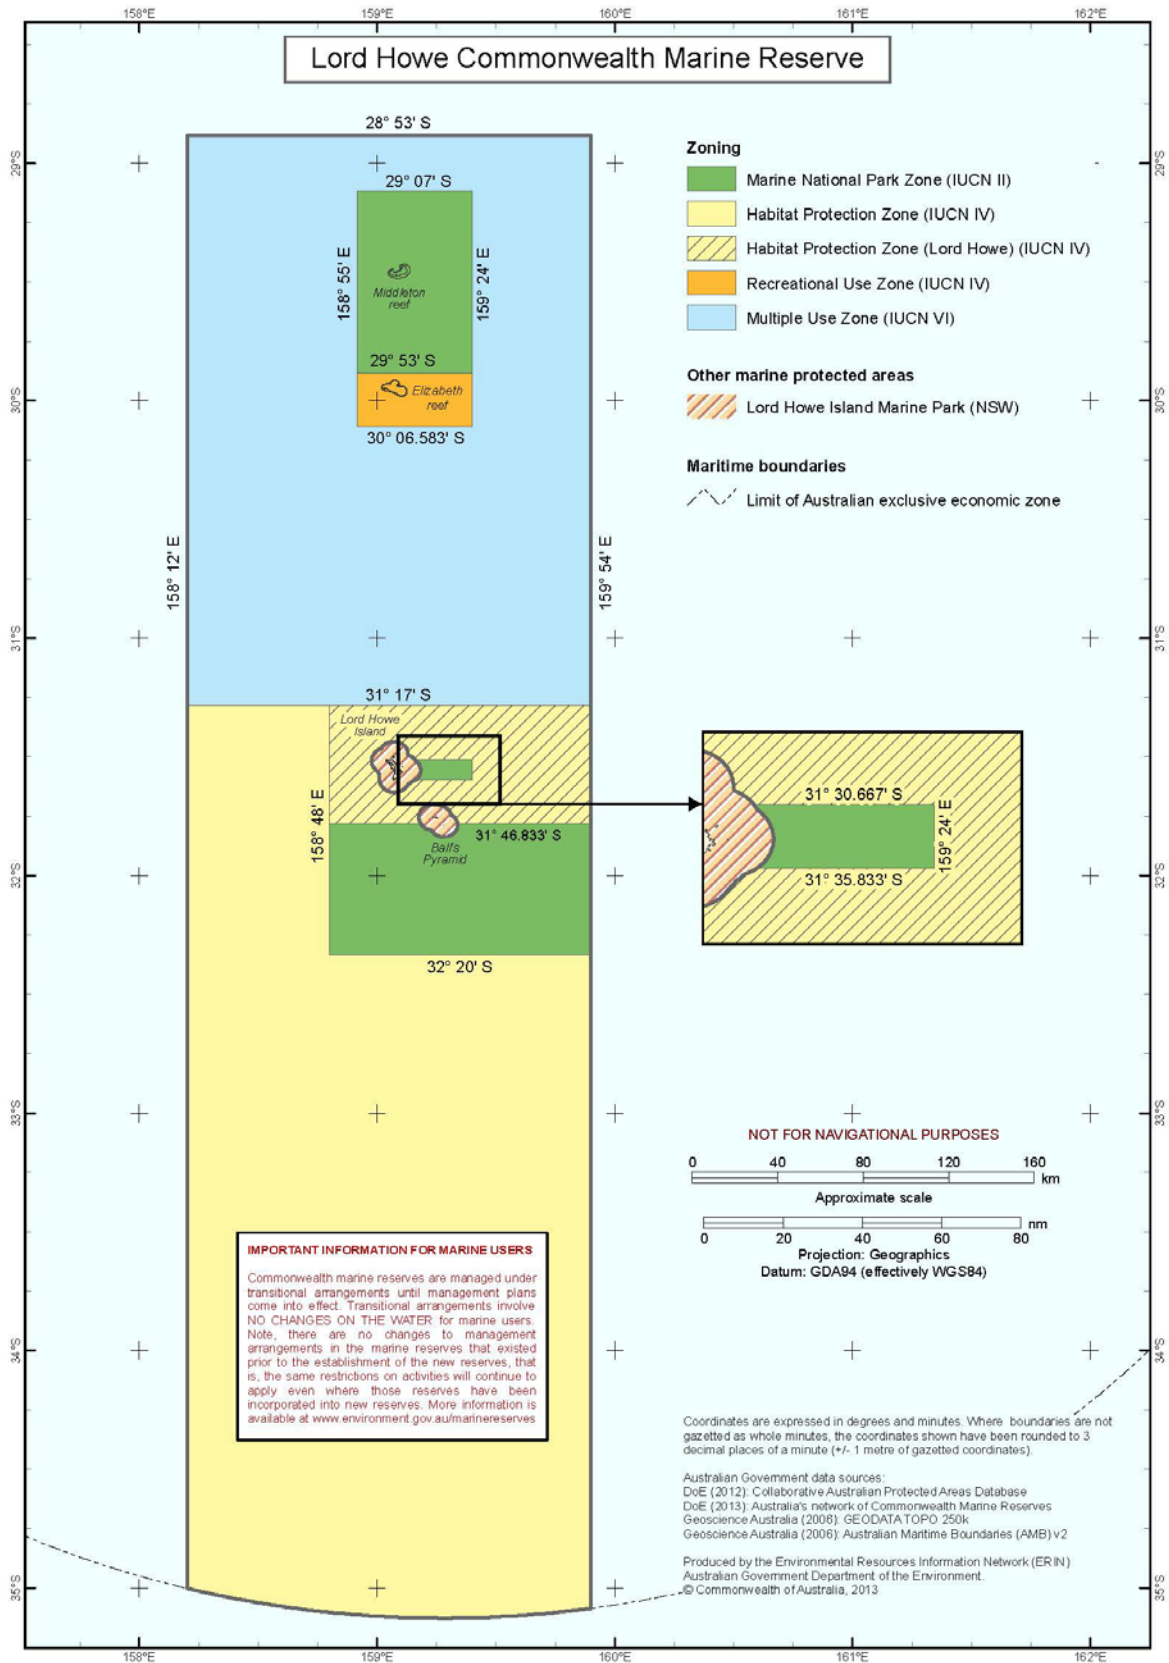 158°E 159°E 160°E 161°E 162°E
Lord Howe Commonwealth Marine Reserve
28° 53' S
29°S
29°S
29° 07' S
158° 55' E
159° 24' E
Middleton
reef
29° 53' S
Elizabeth
reef
30° 06.583' S
30°S
30°S
158° 12' E
159° 54' E
31°S
31°S
31° 17' S
Lord Howe
Island
158° 48' E
31° 46.833' S
Ball's
Pyramid
32°S
32°S
32° 20' S
Zoning
Marine National Park Zone (IUCN II)
Habitat Protection Zone (IUCN IV)
Habitat Protection Zone (Lord Howe) (IUCN IV)
Recreational Use Zone (IUCN IV)
Multiple Use Zone (IUCN VI)
Other marine protected areas
Lord Howe Island Marine Park (NSW)
Maritime boundaries
Limit of Australian exclusive economic zone
31° 30.667' S
159° 24' E
31° 35.833' S
33°S
33°S
NOT FOR NAVIGATIONAL PURPOSES
0 40 80 120 160
km
Approximate scale
nm
0 20 40 60 80
Projection: Geographics
Datum: GDA94 (effectively WGS84)
IMPORTANT INFORMATION FOR MARINE USERS
Commonwealth marine reserves are managed under
transitional arrangements until management plans
come into effect. Transitional arrangements involve
NO CHANGES ON THE WATER for marine users.
Note, there are no changes to management
arrangements in the marine reserves that existed
prior to the establishment of the new reserves, that
is, the same restrictions on activities will continue to
apply even where those reserves have been
incorporated into new reserves. More information is
available at www.environment.gov.au/marinereserves
34°S
34°S
Coordinates are expressed in degrees and minutes. Where boundaries are not
gazetted as whole minutes, the coordinates shown have been rounded to 3
decimal places of a minute (+/- 1 metre of gazetted coordinates).
Australian Government data sources:
DoE (2012): Collaborative Australian Protected Areas Database
DoE (2013): Australia's network of Commonwealth Marine Reserves
Geoscience Australia (2006): GEODATA TOPO 250k
Geoscience Australia (2006): Australian Maritime Boundaries (AMB) v2
Produced by the Environmental Resources Information Network (ERIN)
Australian Government Department of the Environment.
© Commonwealth of Australia, 2013
35°S
35°S
158°E 159°E 160°E 161°E 162°E